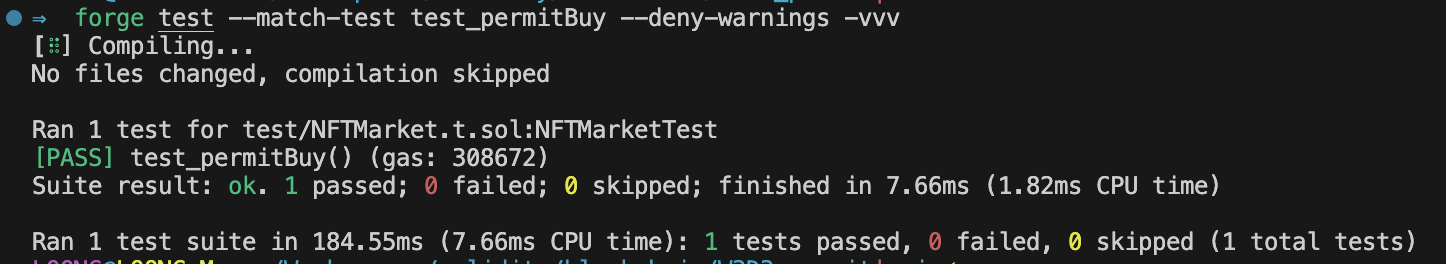 ⇒ forge test --match-test test_permitBuy --deny-warnings -vvv
[⠿] Compiling...
No files changed, compilation skipped
Ran 1 test for test/NFTMarket.t.sol:NFTMarketTest
[PASS] test_permitBuy() (gas: 308672)
Suite result: ok. 1 passed; 0 failed; 0 skipped; finished in 7.66ms (1.82ms CPU time)
Ran 1 test suite in 184.55ms (7.66ms CPU time): 1 tests passed, 0 failed, 0 skipped (1 total tests)